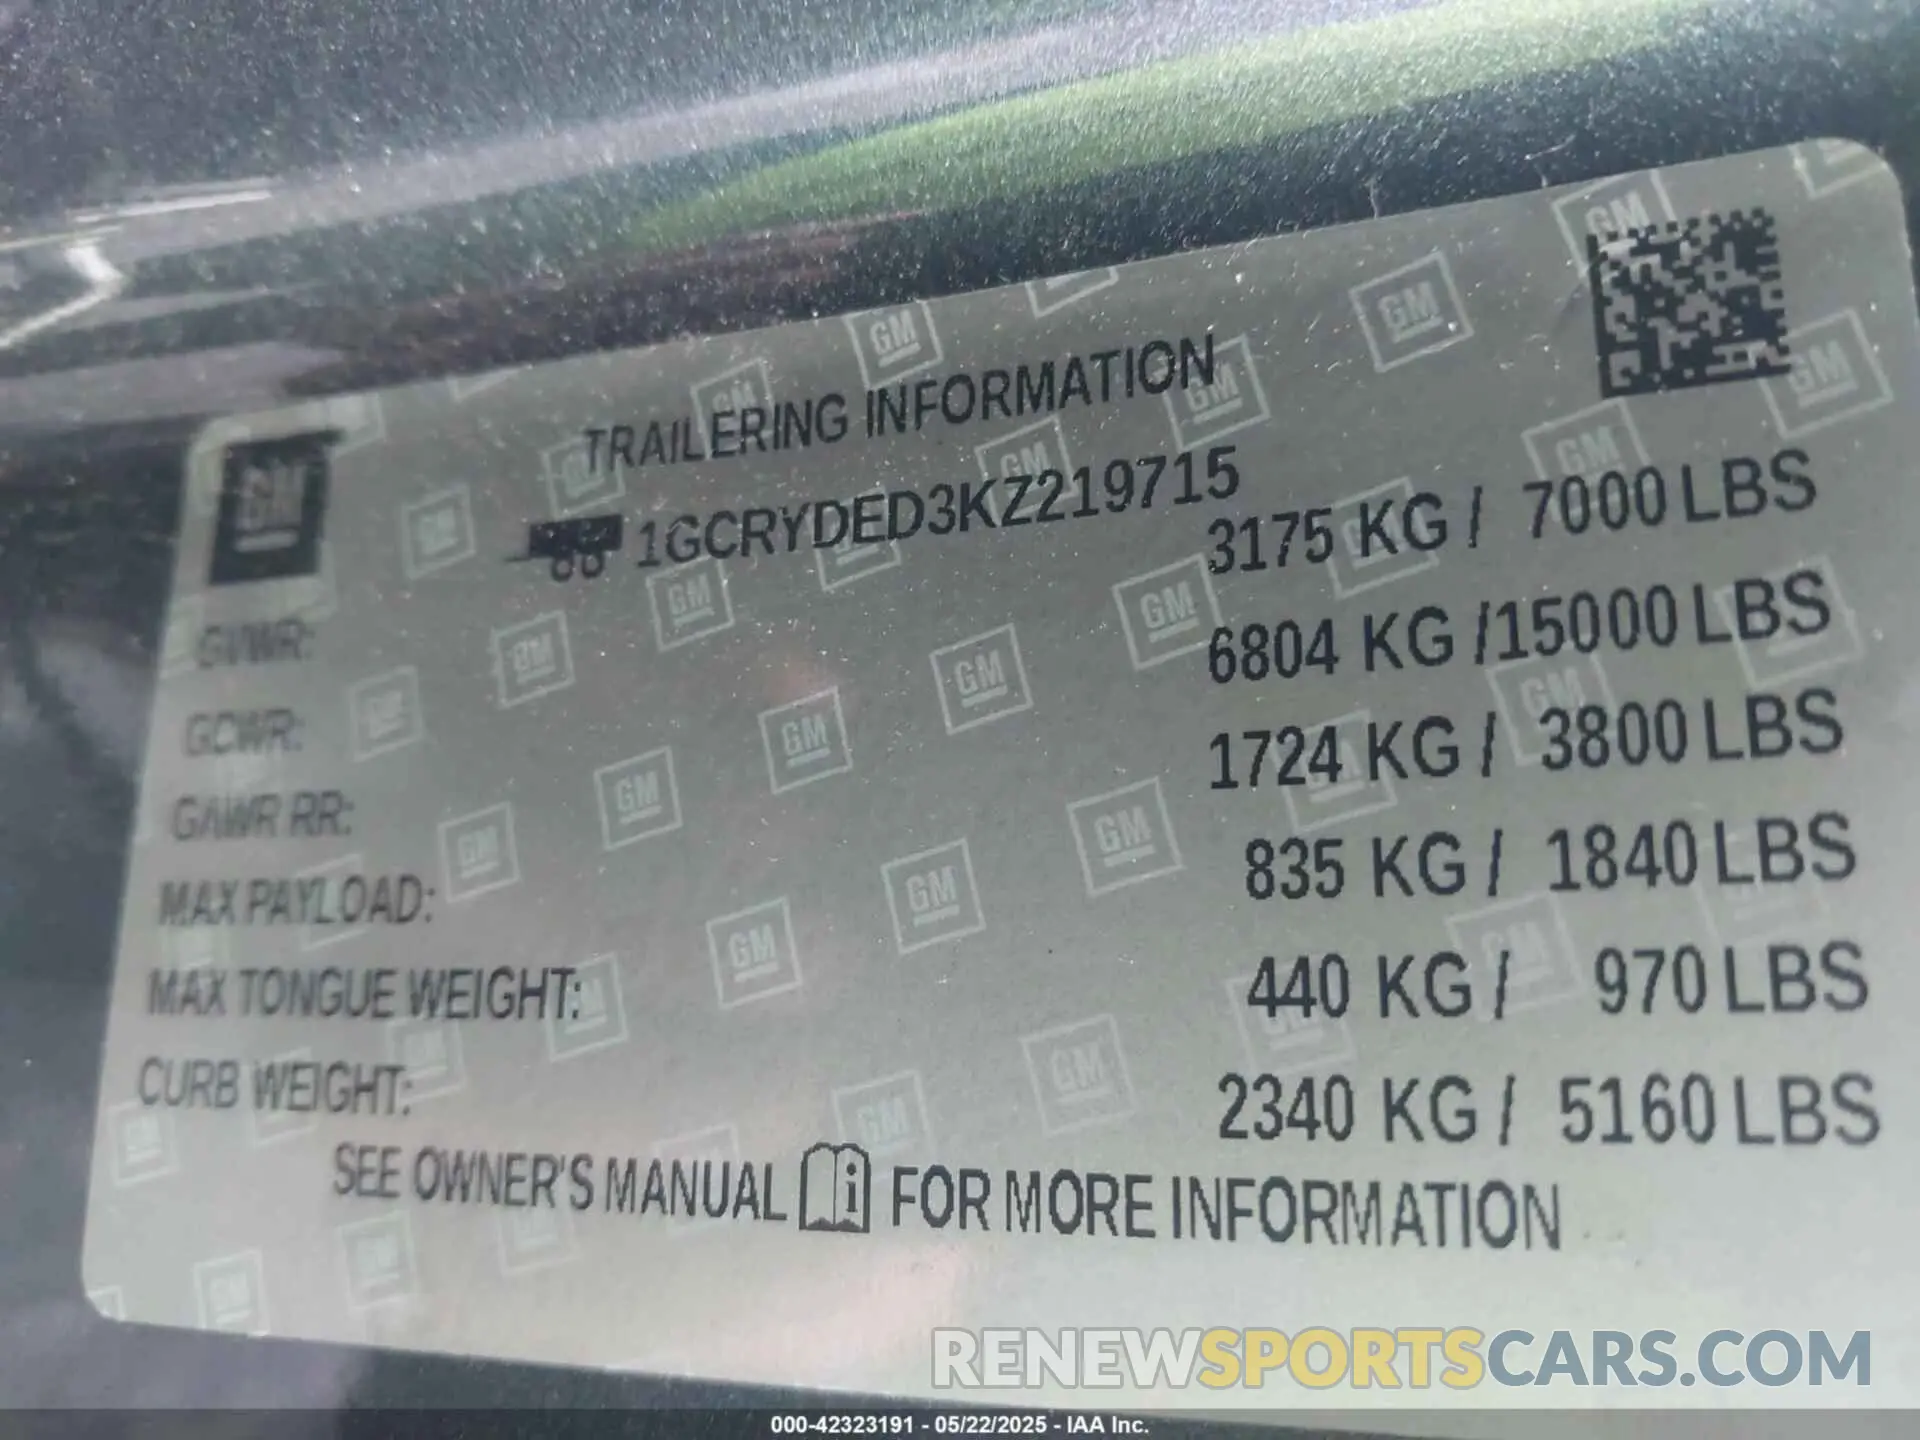 TRAILERING INFORMATION
GM
1GCRYDED3KZ219715
GVWR: 3175 KG / 7000 LBS
GCWR: 6804 KG /15000 LBS
GAWR RR: 1724 KG / 3800 LBS
MAX PAYLOAD: 835 KG / 1840 LBS
MAX TONGUE WEIGHT: 440 KG / 970 LBS
CURB WEIGHT: 2340 KG / 5160 LBS
SEE OWNER'S MANUAL i FOR MORE INFORMATION
RENEWSPORTSCARS.COM
000-42323191 - 05/22/2025 - IAA Inc.